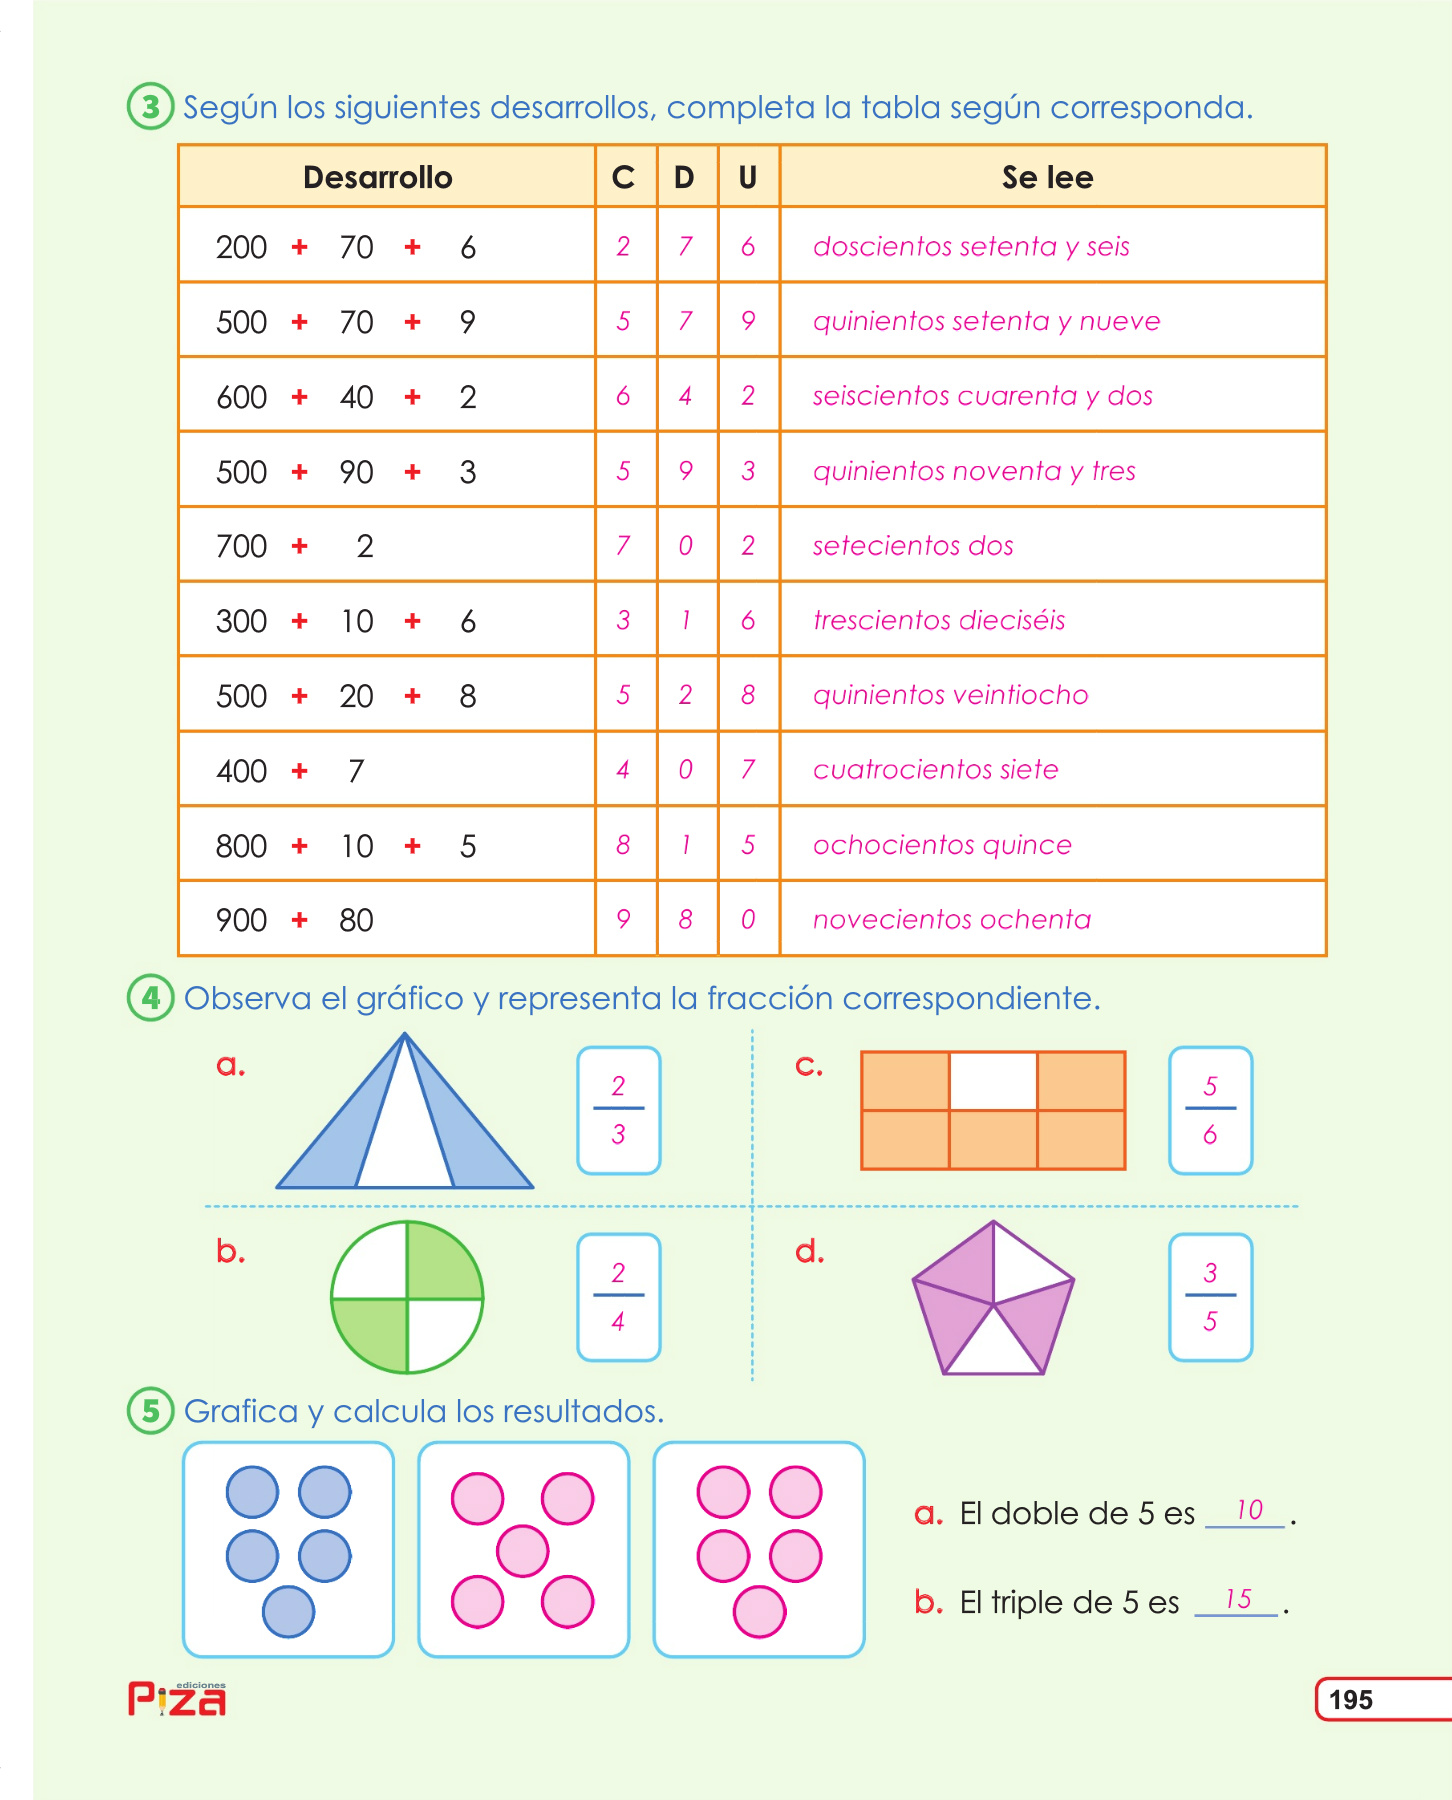 3 Según los siguientes desarrollos, completa la tabla según corresponda.
Desarrollo C D U Se lee
200 + 70 + 6 2 7 6 doscientos setenta y seis
500 + 70 + 9 5 7 9 quinientos setenta y nueve
600 + 40 + 2 6 4 2 seiscientos cuarenta y dos
500 + 90 + 3 5 9 3 quinientos noventa y tres
700 + 2 7 0 2 setecientos dos
300 + 10 + 6 3 1 6 trescientos dieciséis
500 + 20 + 8 5 2 8 quinientos veintiocho
400 + 7 4 0 7 cuatrocientos siete
800 + 10 + 5 8 1 5 ochocientos quince
900 + 80 9 8 0 novecientos ochenta
4 Observa el gráfico y representa la fracción correspondiente.
a.
2
3
c.
5
6
b.
2
4
d.
3
5
5 Grafica y calcula los resultados.
a. El doble de 5 es 10.
b. El triple de 5 es 15.
ediciones
Piza
195